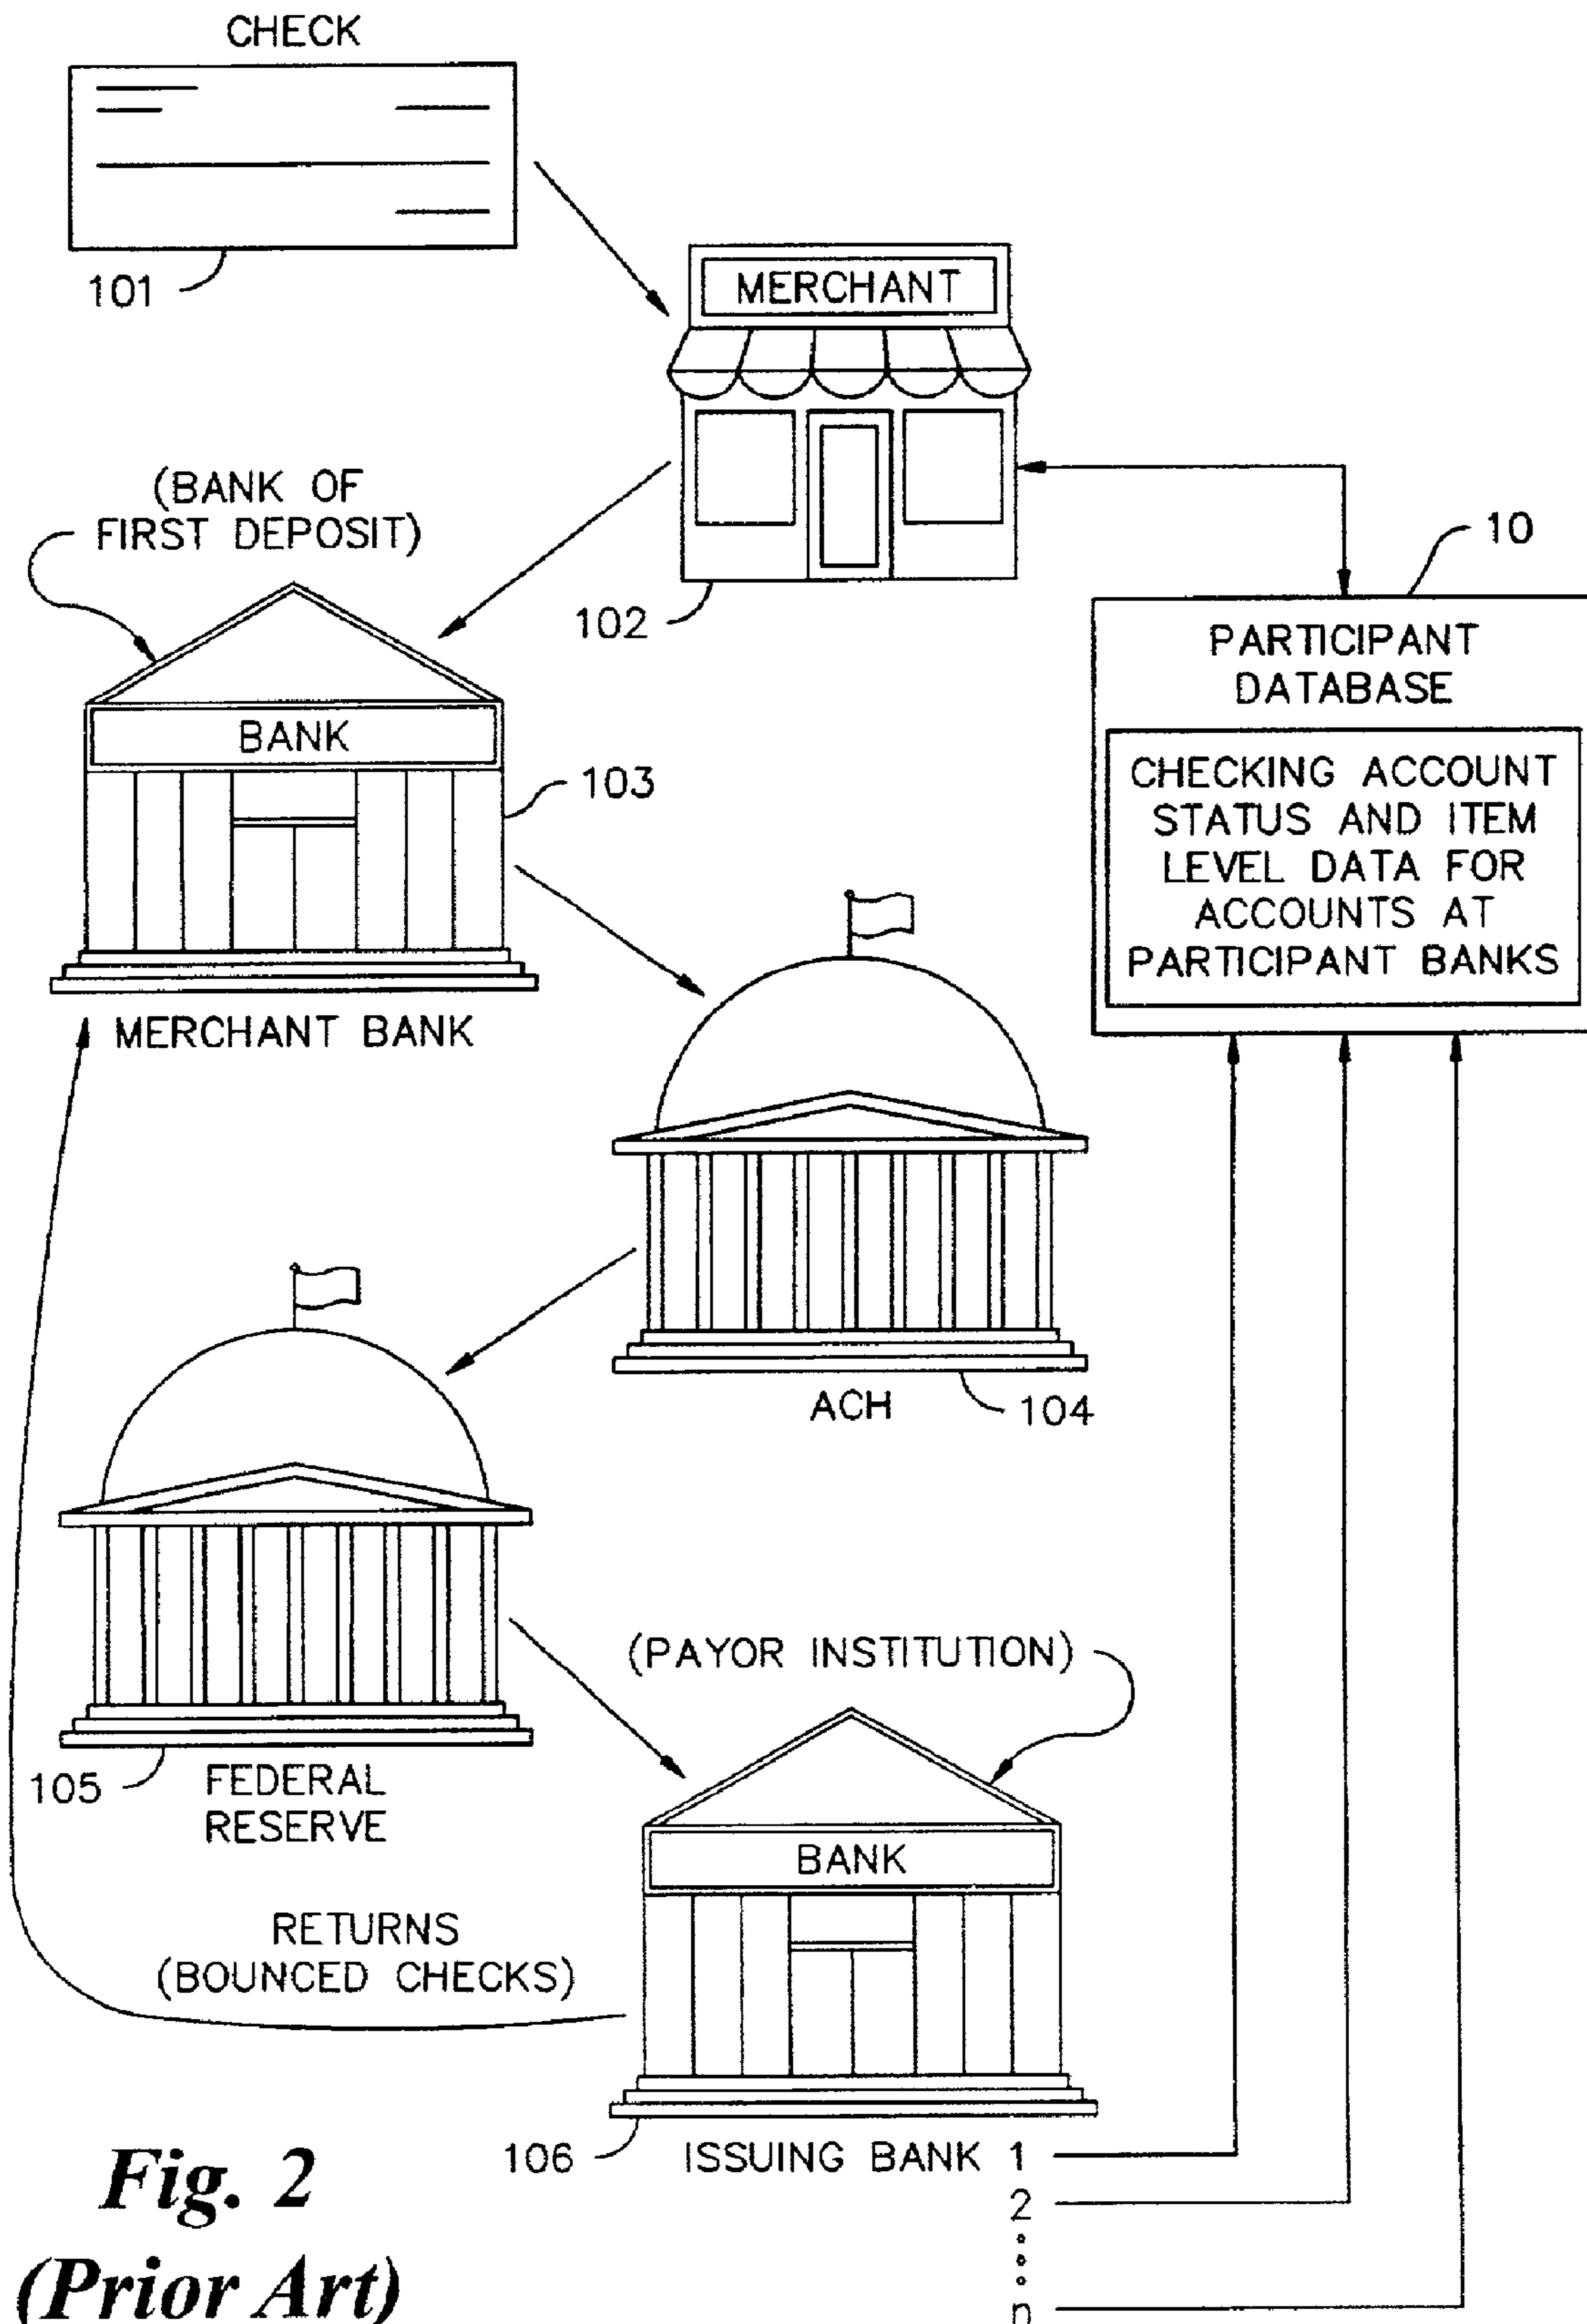 CHECK
101
MERCHANT
102
(BANK OF
FIRST DEPOSIT)
BANK
103
MERCHANT BANK
10
PARTICIPANT
DATABASE
CHECKING ACCOUNT
STATUS AND ITEM
LEVEL DATA FOR
ACCOUNTS AT
PARTICIPANT BANKS
ACH
104
105
FEDERAL
RESERVE
(PAYOR INSTITUTION)
BANK
RETURNS
(BOUNCED CHECKS)
106
ISSUING BANK 1
2
n
Fig. 2
(Prior Art)